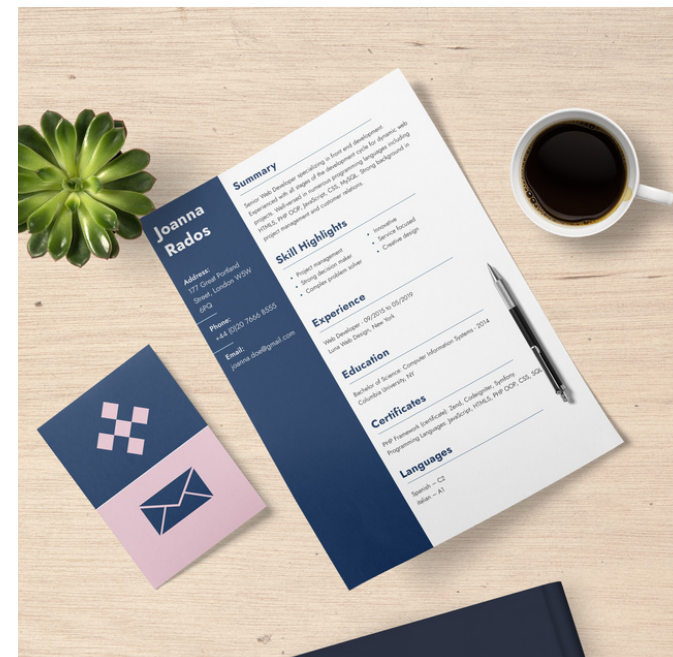 Joanna
Rados
Address:
177 Great Portland
Street, London W5W
6PQ
Phone:
+44 (0)20 7666 8555
Email:
joanna.doe@gmail.com
Summary
Senior Web Developer specializing in front end development.
Experienced with all stages of the development cycle for dynamic web
projects. Well-versed in numerous programming languages including
HTML5, PHP OOP, JavaScript, CSS, MySQL. Strong background in
project management and customer relations.
Skill Highlights
• Project management
• Strong decision maker
• Complex problem solver
• Innovative
• Service focused
• Creative design
Experience
Web Developer - 09/2015 to 05/2019
Luna Web Design, New York
Education
Bachelor of Science: Computer Information Systems - 2014
Columbia University, NY
Certificates
PHP Framework (certificate): Zend, Codeigniter, Symfony.
Programming Languages: JavaScript, HTML5, PHP OOP, CSS, SQL
Languages
Spanish – C2
Italian – A1